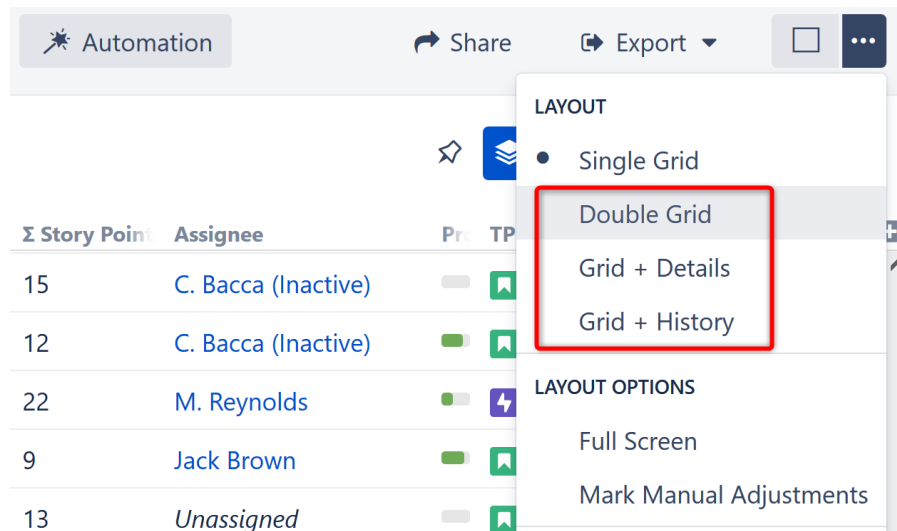 Automation Share Export
LAYOUT
Single Grid
Double Grid
Grid + Details
Grid + History
LAYOUT OPTIONS
Full Screen
Mark Manual Adjustments
Σ Story Point Assignee Pro TP
15 C. Bacca (Inactive)
12 C. Bacca (Inactive)
22 M. Reynolds
9 Jack Brown
13 Unassigned